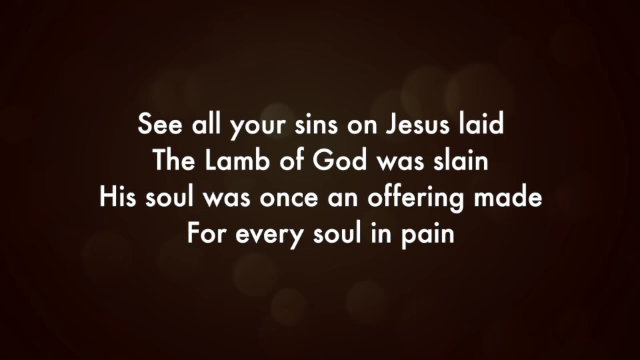 See all your sins on Jesus laid
The Lamb of God was slain
His soul was once an offering made
For every soul in pain